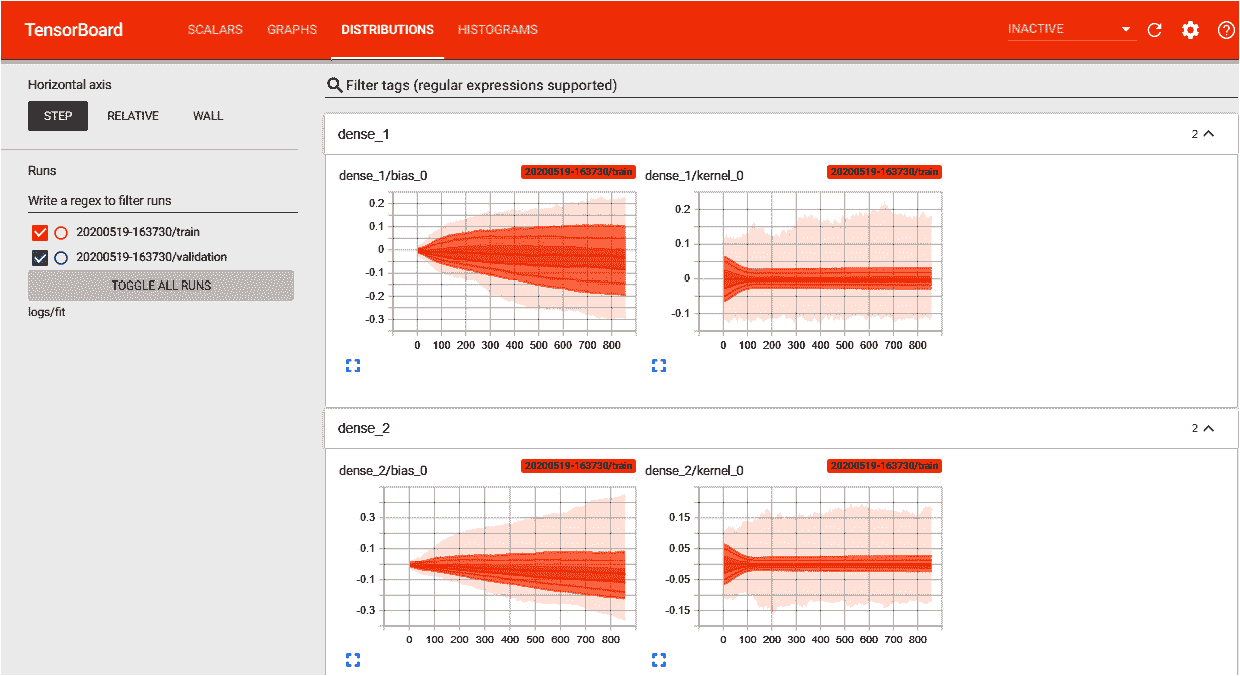 TensorBoard SCALARS GRAPHS DISTRIBUTIONS HISTOGRAMS INACTIVE
Horizontal axis
STEP RELATIVE WALL
Runs
Write a regex to filter runs
20200519-163730/train
20200519-163730/validation
TOGGLE ALL RUNS
logs/fit
Filter tags (regular expressions supported)
dense_1 2
dense_1/bias_0 20200519-163730/train
0.2
0.1
0
-0.1
-0.2
-0.3
0 100 200 300 400 500 600 700 800
dense_1/kernel_0 20200519-163730/train
0.2
0.1
0
-0.1
0 100 200 300 400 500 600 700 800
dense_2 2
dense_2/bias_0 20200519-163730/train
0.3
0.1
-0.1
-0.3
0 100 200 300 400 500 600 700 800
dense_2/kernel_0 20200519-163730/train
0.15
0.05
-0.05
-0.15
0 100 200 300 400 500 600 700 800